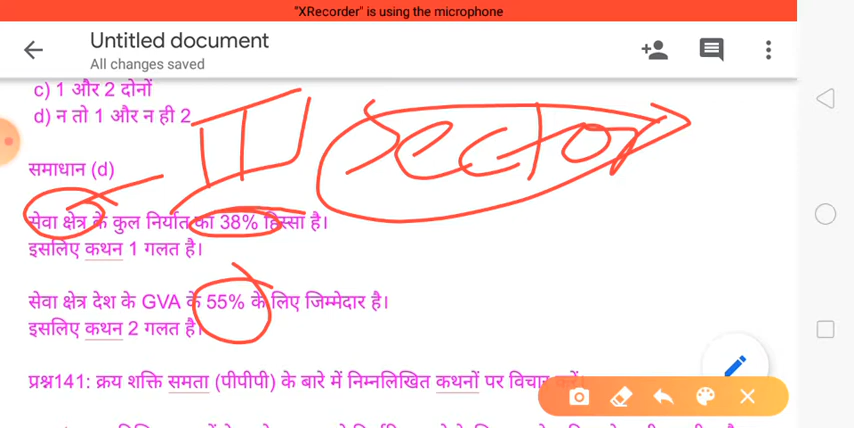 "XRecorder" is using the microphone
Untitled document
All changes saved
c) 1 और 2 दोनों
d) न तो 1 और न ही 2
III Sector
समाधान (d)
सेवा क्षेत्र के कुल निर्यात का 38% हिस्सा है।
इसलिए कथन 1 गलत है।
सेवा क्षेत्र देश के GVA के 55% के लिए जिम्मेदार है।
इसलिए कथन 2 गलत है।
प्रश्न141: क्रय शक्ति समता (पीपीपी) के बारे में निम्नलिखित कथनों पर विचार करें।